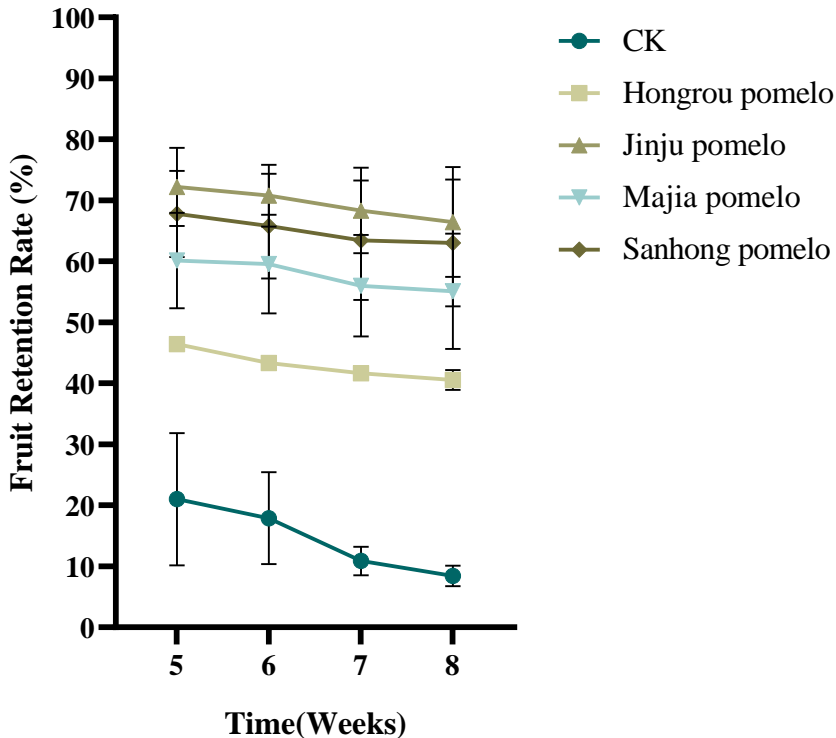 Fruit Retention Rate (%)
100
90
80
70
60
50
40
30
20
10
0
5 6 7 8
Time(Weeks)
CK
Hongrou pomelo
Jinju pomelo
Majia pomelo
Sanhong pomelo